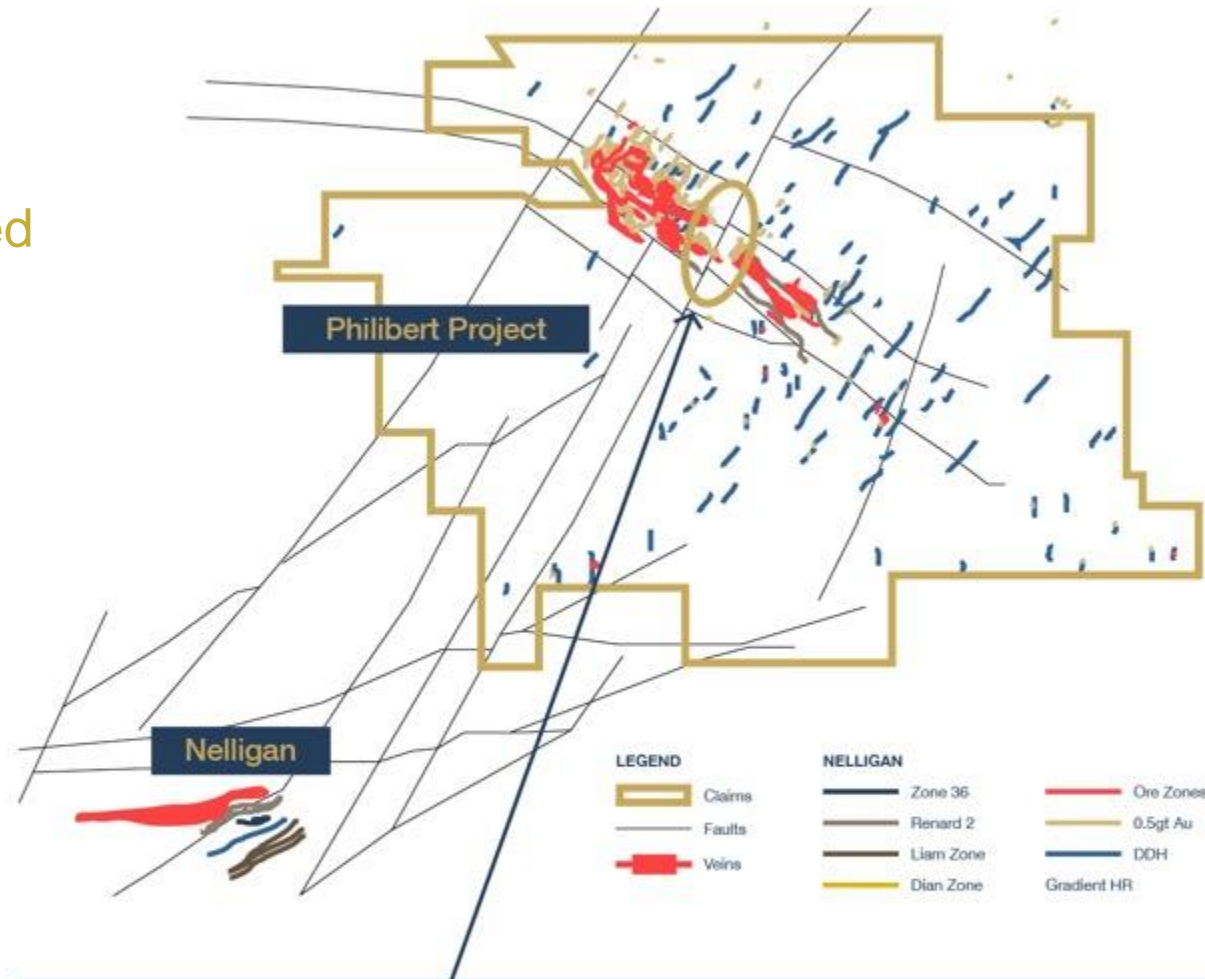 ed
Philibert Project
Nelligan
LEGEND
Claims
Faults
Veins
NELLIGAN
Zone 36
Renard 2
Liam Zone
Dian Zone
Ore Zones
0.5gt Au
DDH
Gradient HR